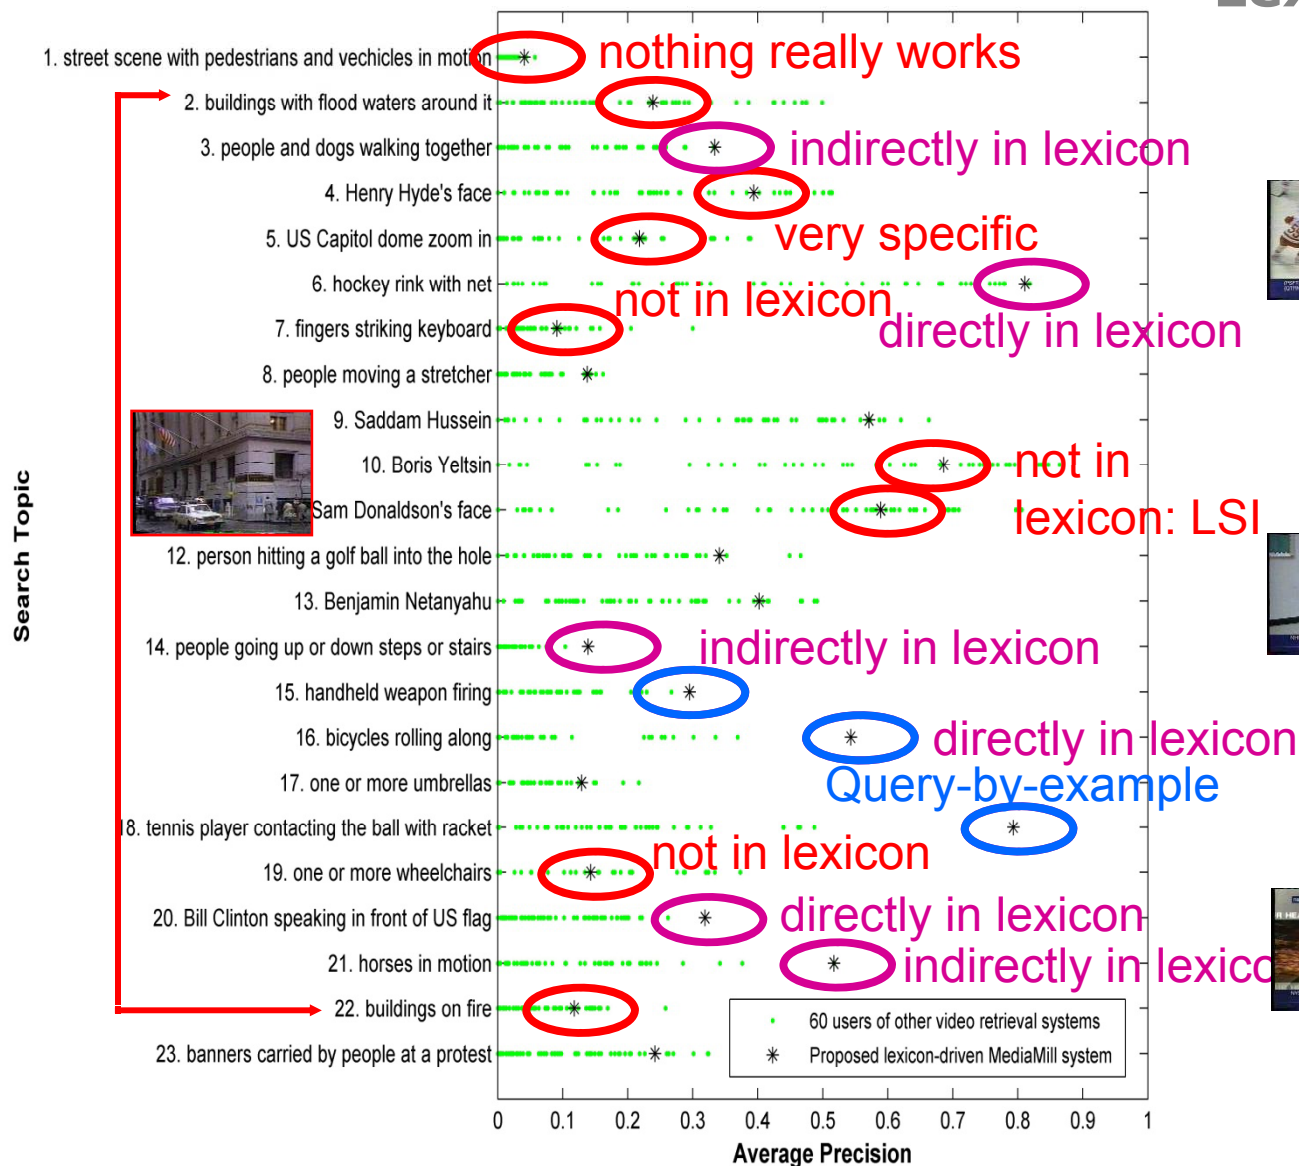 1. street scene with pedestrians and vechicles in motion
nothing really works
2. buildings with flood waters around it
3. people and dogs walking together
indirectly in lexicon
4. Henry Hyde's face
5. US Capitol dome zoom in
very specific
6. hockey rink with net
not in lexicon
7. fingers striking keyboard
directly in lexicon
8. people moving a stretcher
9. Saddam Hussein
10. Boris Yeltsin
not in
lexicon: LSI
Sam Donaldson's face
12. person hitting a golf ball into the hole
13. Benjamin Netanyahu
14. people going up or down steps or stairs
indirectly in lexicon
15. handheld weapon firing
16. bicycles rolling along
directly in lexicon
17. one or more umbrellas
Query-by-example
18. tennis player contacting the ball with racket
not in lexicon
19. one or more wheelchairs
20. Bill Clinton speaking in front of US flag
directly in lexicon
21. horses in motion
indirectly in lexicc
22. buildings on fire
23. banners carried by people at a protest
60 users of other video retrieval systems
Proposed lexicon-driven MediaMill system
0 0.1 0.2 0.3 0.4 0.5 0.6 0.7 0.8 0.9 1
Average Precision
Search Topic